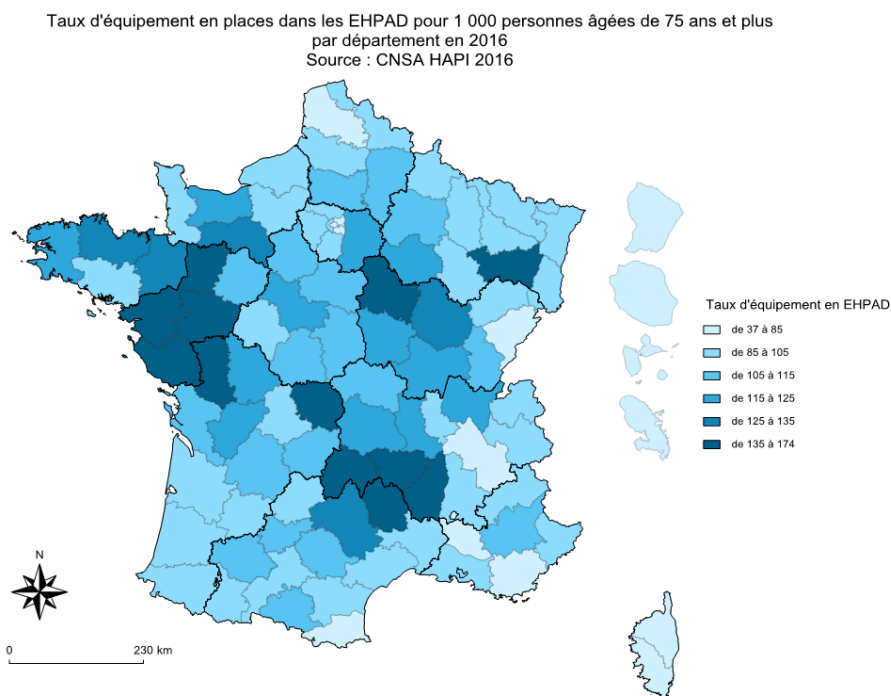 Taux d'équipement en places dans les EHPAD pour 1 000 personnes âgées de 75 ans et plus
par département en 2016
Source : CNSA HAPI 2016
Taux d'équipement en EHPAD
de 37 à 85
de 85 à 105
de 105 à 115
de 115 à 125
de 125 à 135
de 135 à 174
N
0 230 km